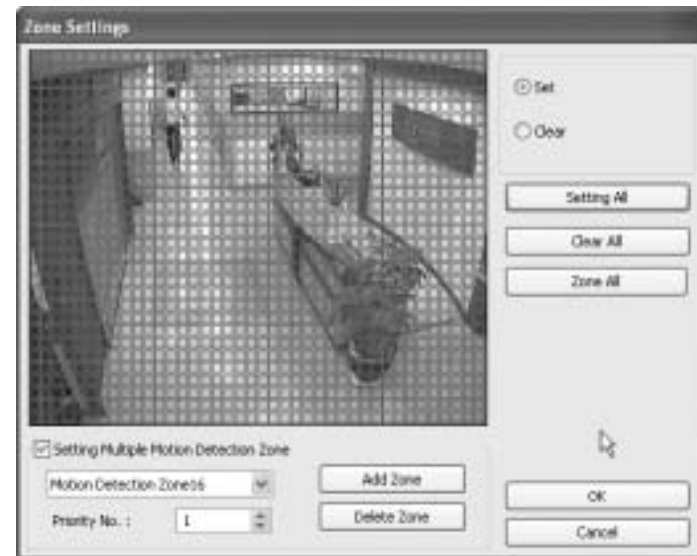 Zone Settings
Set
Clear
Setting All
Clear All
Zone All
Setting Multiple Motion Detection Zone
Motion Detection Zone16
Add Zone
Priority No. :
1
Delete Zone
OK
Cancel